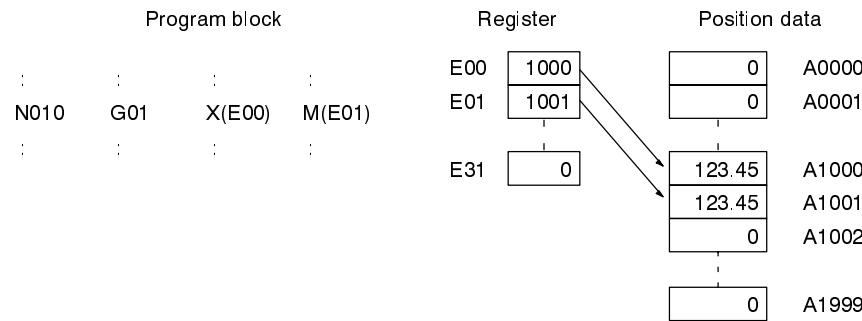 Program block Register Position data
E00 1000 0 A0000
: : : :
N010 G01 X(E00) M(E01) E01 1001 0 A0001
: : : :
E31 0 123.45 A1000
123.45 A1001
0 A1002
0 A1999